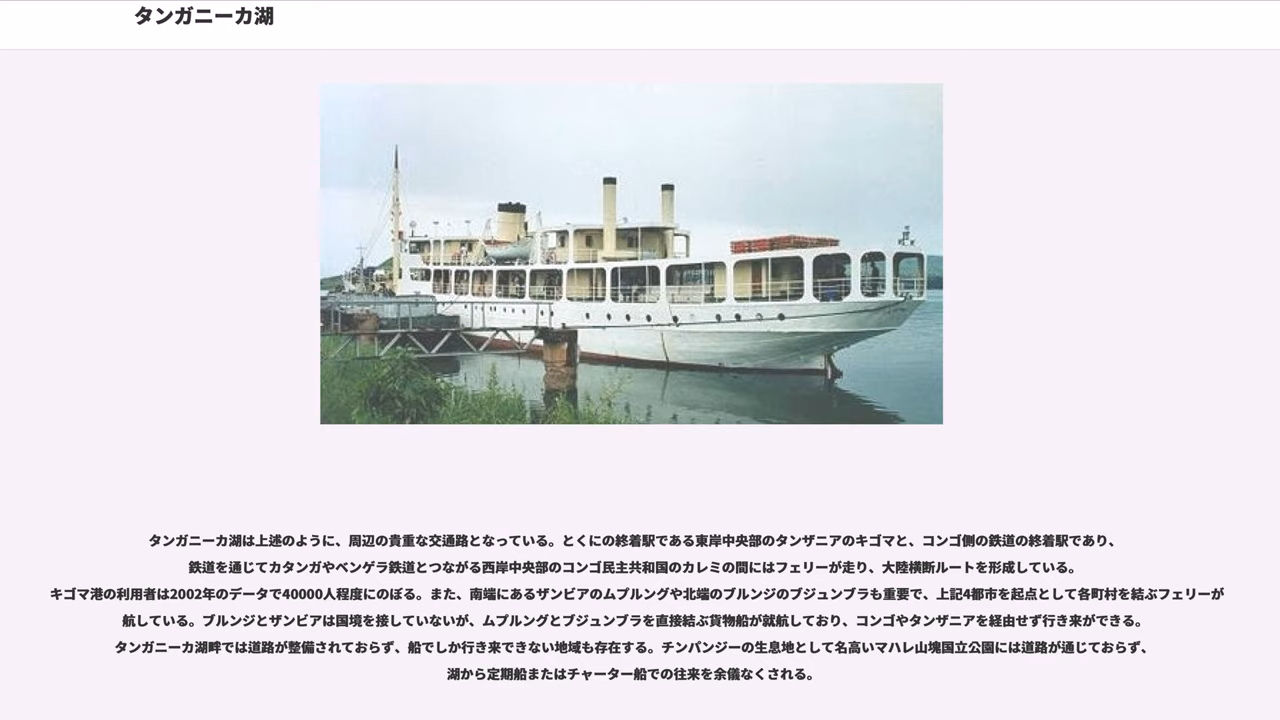 タンガニーカ湖
タンガニーカ湖は上述のように、周辺の貴重な交通路となっている。とくにの終着駅である東岸中央部のタンザニアのキゴマと、コンゴ側の鉄道の終着駅であり、
鉄道を通じてカタンガやベンゲラ鉄道とつながる西岸中央部のコンゴ民主共和国のカレミの間にはフェリーが走り、大陸横断ルートを形成している。
キゴマ港の利用者は2002年のデータで40000人程度にのぼる。また、南端にあるザンビアのムプルングや北端のブルンジのブジュンブラも重要で、上記4都市を起点として各町村を結ぶフェリーが
航している。ブルンジとザンビアは国境を接していないが、ムプルングとブジュンブラを直接結ぶ貨物船が就航しており、コンゴやタンザニアを経由せず行き来ができる。
タンガニーカ湖畔では道路が整備されておらず、船でしか行き来できない地域も存在する。チンパンジーの生息地として名高いマハレ山塊国立公園には道路が通じておらず、
湖から定期船またはチャーター船での往来を余儀なくされる。